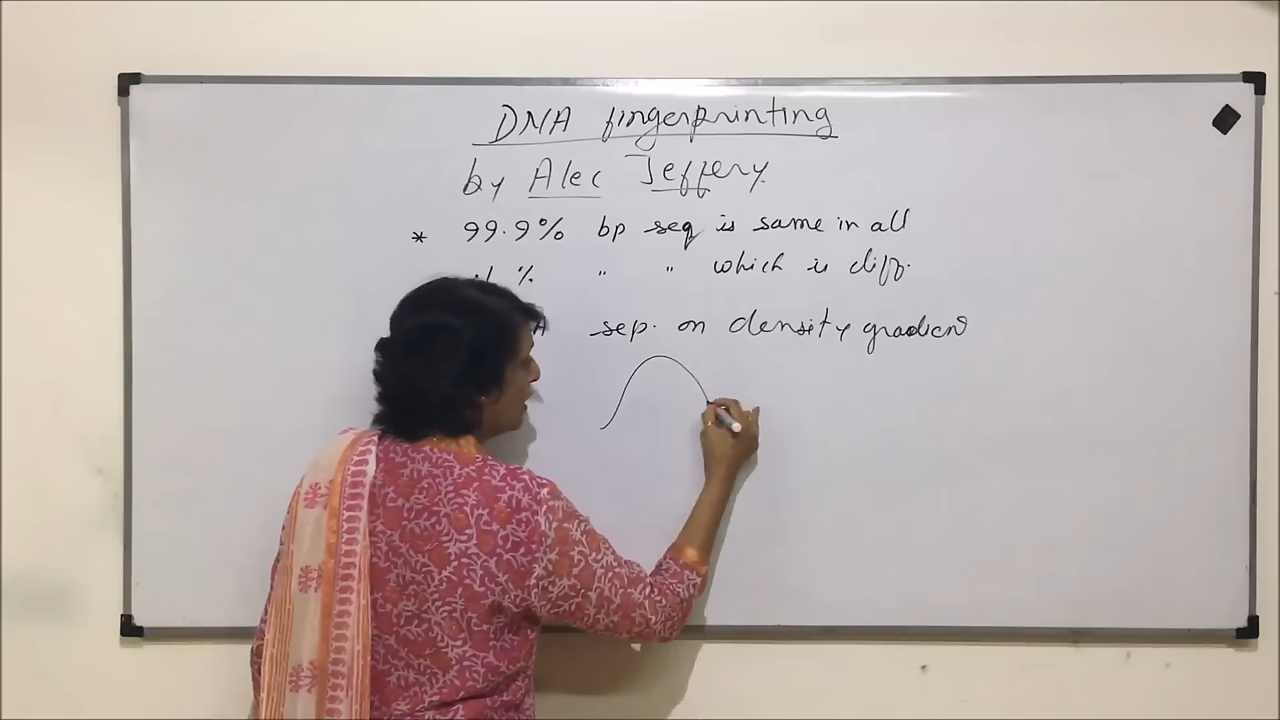 DNA fingerprinting
by Alec Jeffery.
* 99.9% bp seq is same in all
.1 % " " which is diff.
A sep. on density gradient